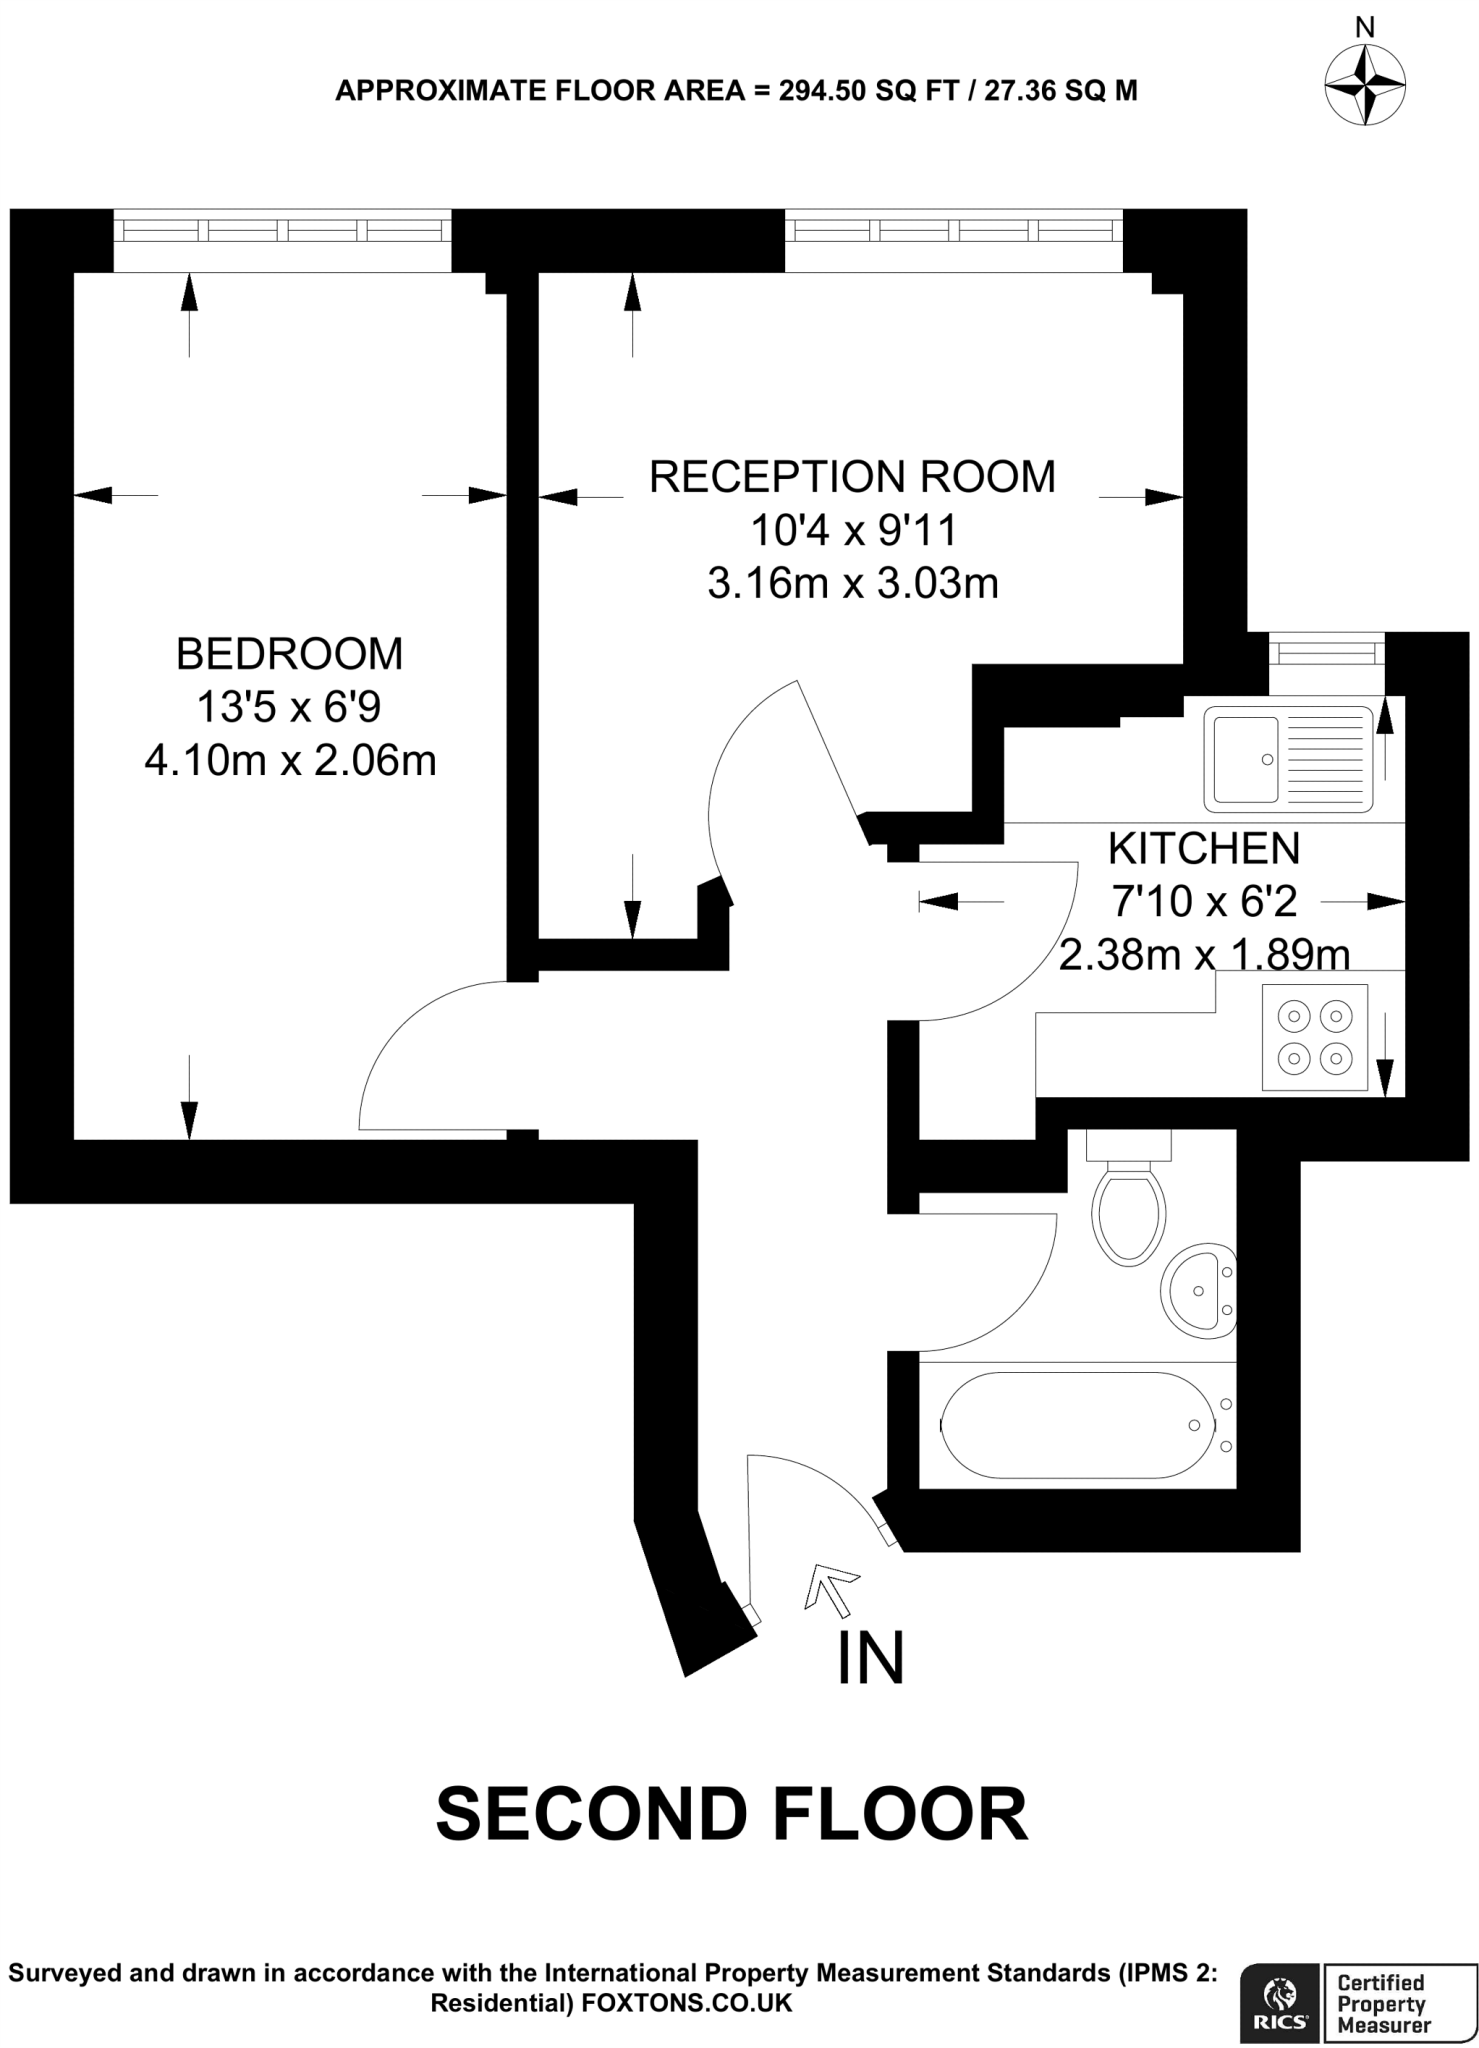 N
APPROXIMATE FLOOR AREA = 294.50 SQ FT / 27.36 SQ M
RECEPTION ROOM
10'4 x 9'11
3.16m x 3.03m
BEDROOM
13'5 x 6'9
4.10m x 2.06m
KITCHEN
7'10 x 6'2
2.38m x 1.89m
IN
SECOND FLOOR
Surveyed and drawn in accordance with the International Property Measurement Standards (IPMS 2:
Residential) FOXTONS.CO.UK
RICS
Certified
Property
Measurer